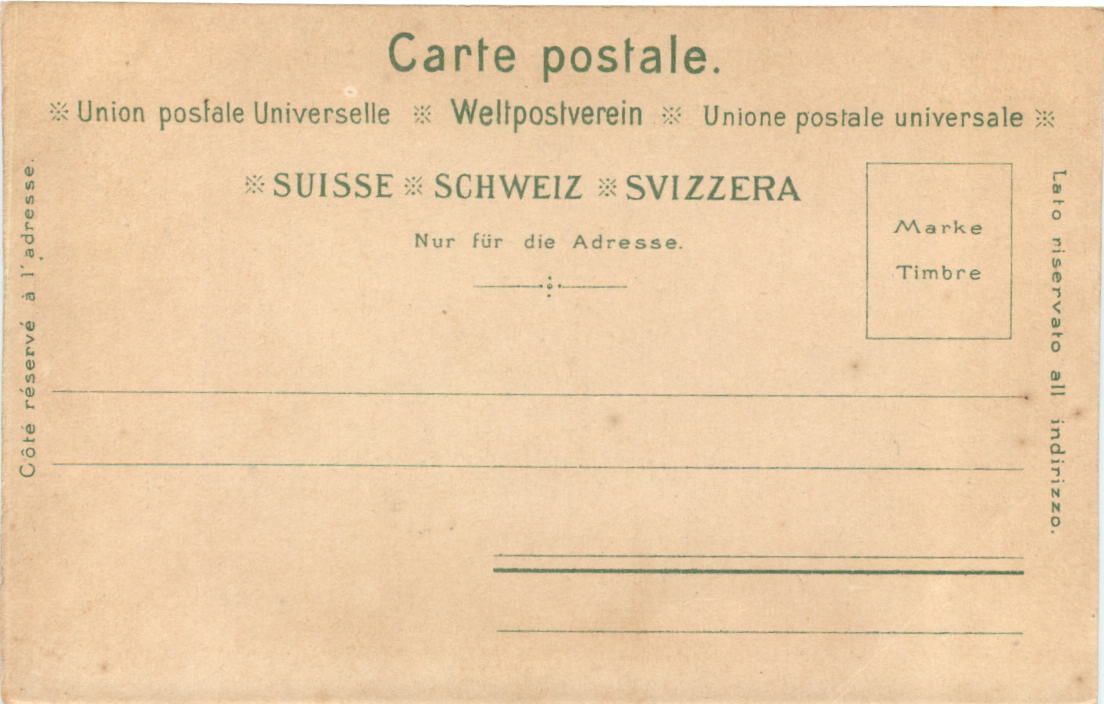 Carte postale.
※ Union postale Universelle ※ Weltpostverein ※ Unione postale universale ※
※ SUISSE ※ SCHWEIZ ※ SVIZZERA
Nur für die Adresse.
Marke
Timbre
Côté réservé à l'adresse.
Lato riservato all indirizzo.